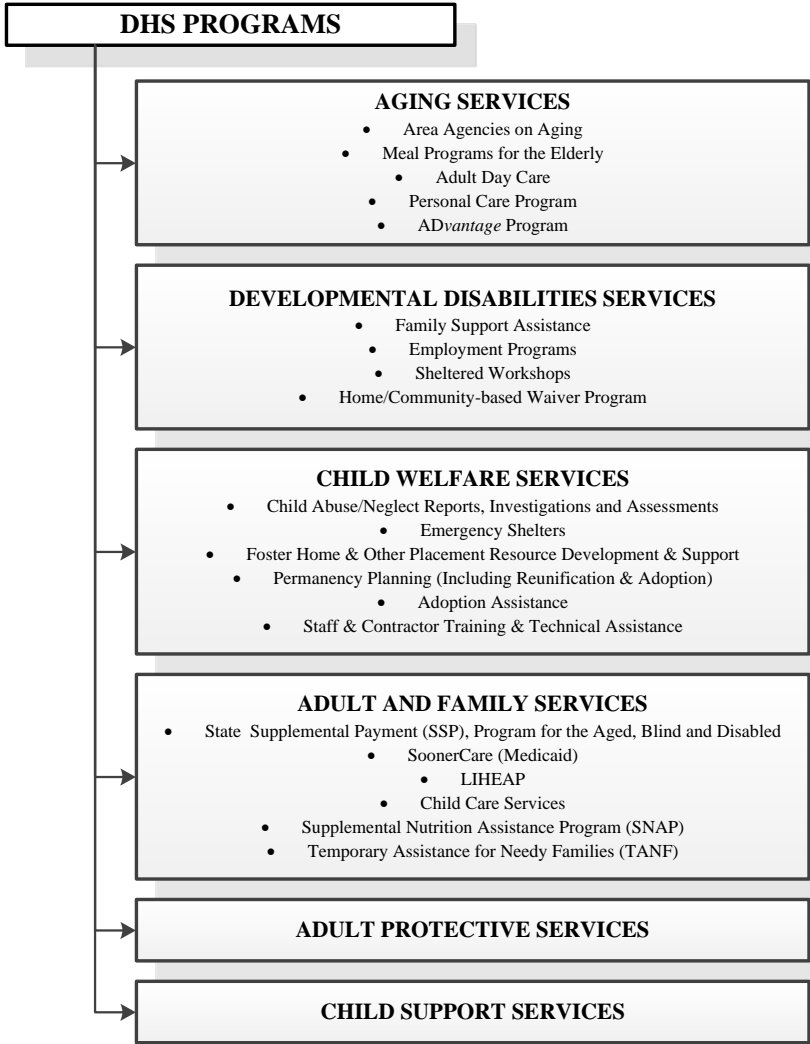 DHS PROGRAMS
AGING SERVICES
• Area Agencies on Aging
• Meal Programs for the Elderly
• Adult Day Care
• Personal Care Program
• ADvantage Program
DEVELOPMENTAL DISABILITIES SERVICES
• Family Support Assistance
• Employment Programs
• Sheltered Workshops
• Home/Community-based Waiver Program
CHILD WELFARE SERVICES
• Child Abuse/Neglect Reports, Investigations and Assessments
• Emergency Shelters
• Foster Home & Other Placement Resource Development & Support
• Permanency Planning (Including Reunification & Adoption)
• Adoption Assistance
• Staff & Contractor Training & Technical Assistance
ADULT AND FAMILY SERVICES
• State Supplemental Payment (SSP), Program for the Aged, Blind and Disabled
• SoonerCare (Medicaid)
• LIHEAP
• Child Care Services
• Supplemental Nutrition Assistance Program (SNAP)
• Temporary Assistance for Needy Families (TANF)
ADULT PROTECTIVE SERVICES
CHILD SUPPORT SERVICES